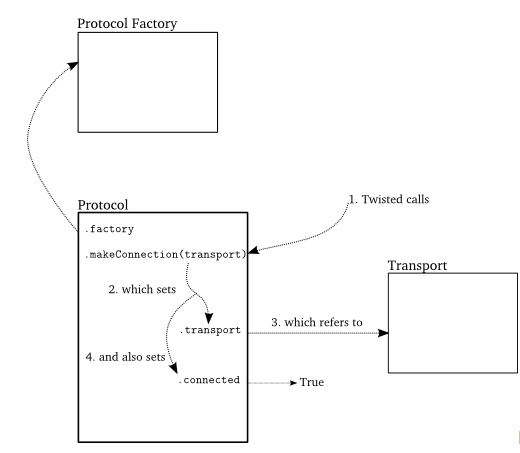 Protocol Factory
Protocol
.factory
1. Twisted calls
.makeConnection(transport)
Transport
2. which sets
3. which refers to
.transport
4. and also sets
.connected
True